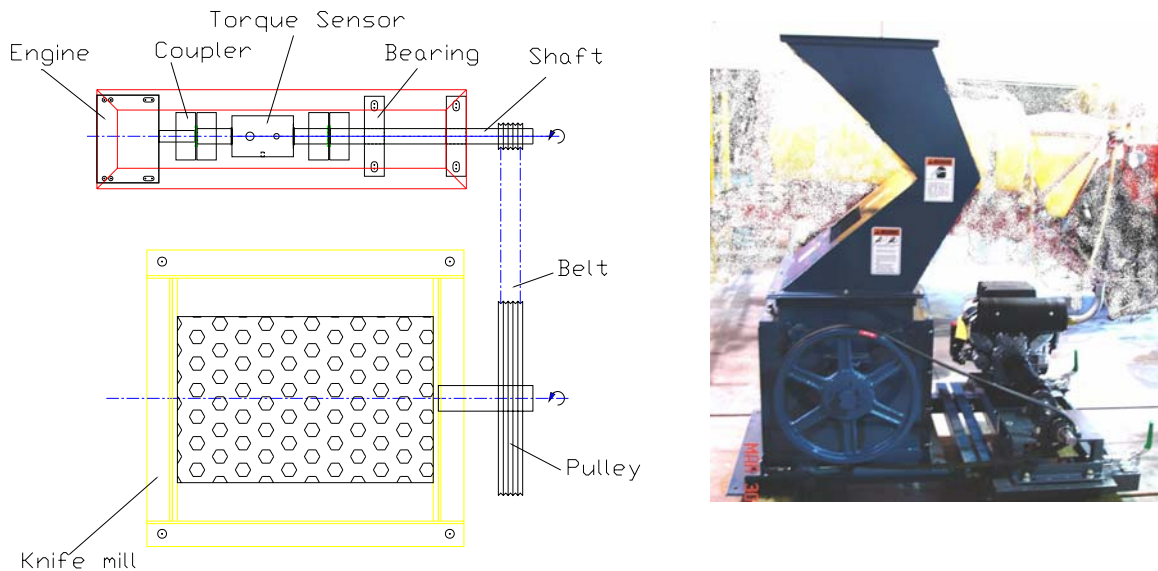 Torque Sensor
Engine
Coupler
Bearing
Shaft
Belt
Pulley
Knife mill